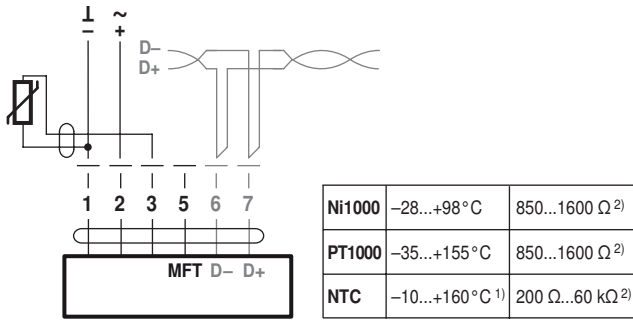 ⊥ ~
– +
D–
D+
1 2 3 5 6 7
MFT D– D+
Ni1000 –28...+98°C 850...1600 Ω 2)
PT1000 –35...+155°C 850...1600 Ω 2)
NTC –10...+160°C 1) 200 Ω...60 kΩ 2)